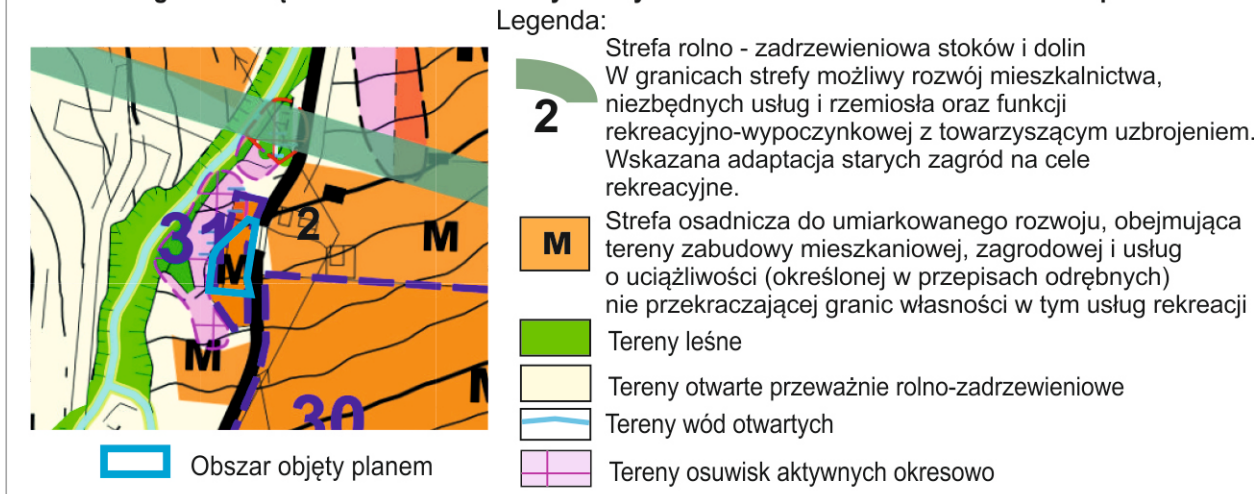 Legenda:
Strefa rolno - zadrzewieniowa stoków i dolin
W granicach strefy możliwy rozwój mieszkalnictwa,
niezbędnych usług i rzemiosła oraz funkcji
rekreacyjno-wypoczynkowej z towarzyszącym uzbrojeniem.
Wskazana adaptacja starych zagród na cele
rekreacyjne.
2
Strefa osadnicza do umiarkowanego rozwoju, obejmująca
tereny zabudowy mieszkaniowej, zagrodowej i usług
o uciążliwości (określonej w przepisach odrębnych)
nie przekraczającej granic własności w tym usług rekreacji
M
Tereny leśne
Tereny otwarte przeważnie rolno-zadrzewieniowe
Tereny wód otwartych
Tereny osuwisk aktywnych okresowo
31
2
M
M
M
30
Obszar objęty planem